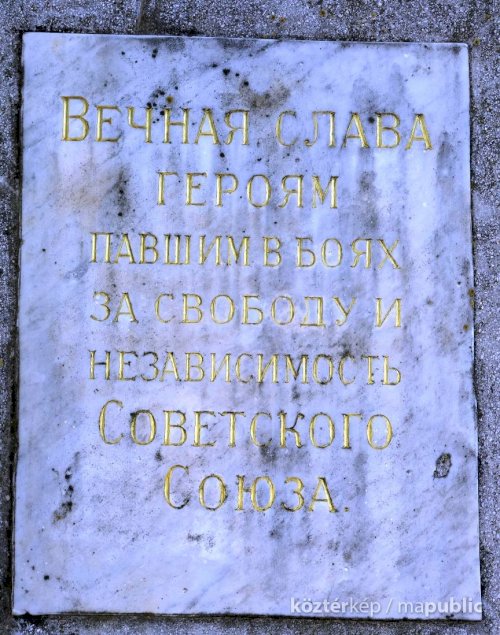 Вечная слава
героям
павшим в боях
за свободу и
независимость
Советского
Союза.
köztérkép / mapublic